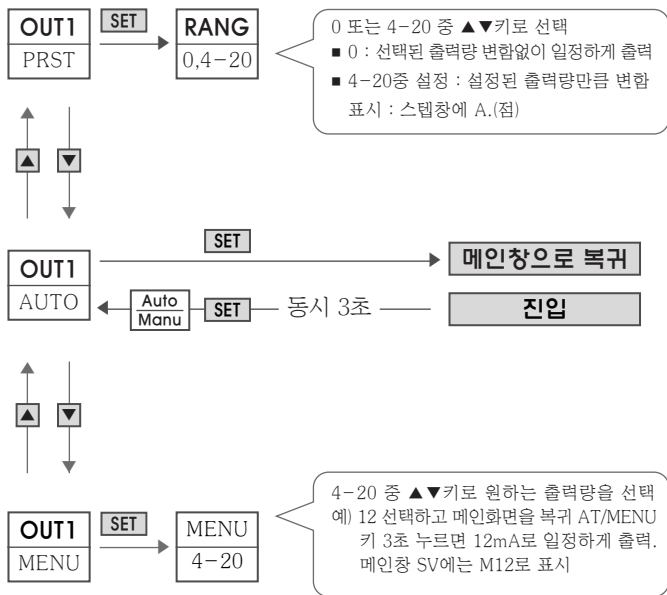 OUT1
PRST
SET
RANG
0,4-20
0 또는 4-20 중 ▲▼키로 선택
■ 0 : 선택된 출력량 변함없이 일정하게 출력
■ 4-20중 설정 : 설정된 출력량만큼 변함
표시 : 스텝창에 A.(점)
▲ ▼
OUT1
AUTO
SET
메인창으로 복귀
Auto
Manu
SET
동시 3초
진입
▲ ▼
OUT1
MENU
SET
MENU
4-20
4-20 중 ▲▼키로 원하는 출력량을 선택
예) 12 선택하고 메인화면을 복귀 AT/MENU
키 3초 누르면 12mA로 일정하게 출력.
메인창 SV에는 M12로 표시